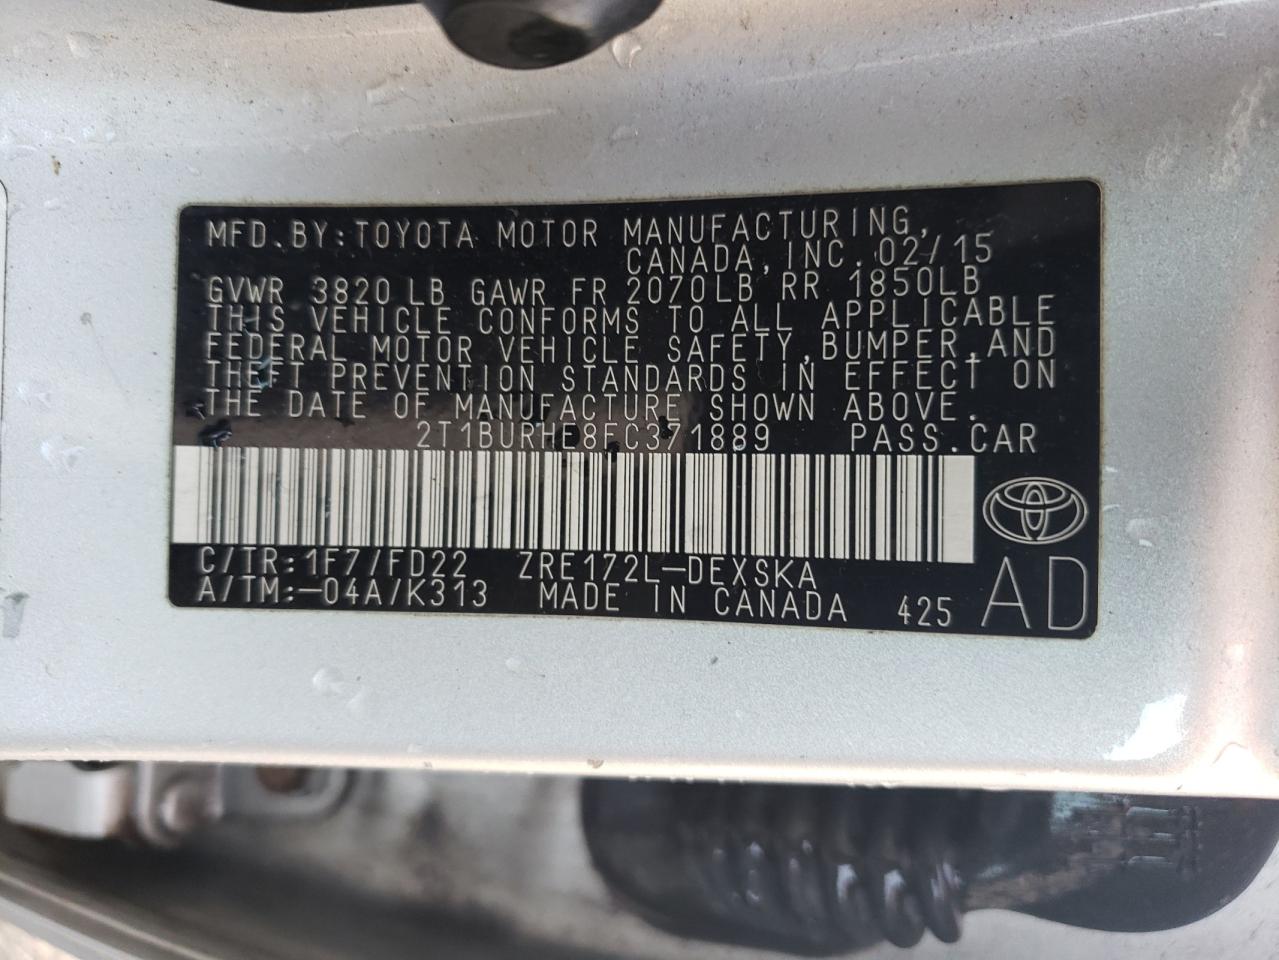 MFD.BY:TOYOTA MOTOR MANUFACTURING,
CANADA,INC.02/15
GVWR 3820LB GAWR FR 2070LB RR 1850LB
THIS VEHICLE CONFORMS TO ALL APPLICABLE
FEDERAL MOTOR VEHICLE SAFETY,BUMPER,AND
THEFT PREVENTION STANDARDS IN EFFECT ON
THE DATE OF MANUFACTURE SHOWN ABOVE.
2T1BURHE8FC371889 PASS.CAR
C/TR:1F7/FD22 ZRE172L-DEXSKA
A/TM:-04A/K313 MADE IN CANADA 425 AD